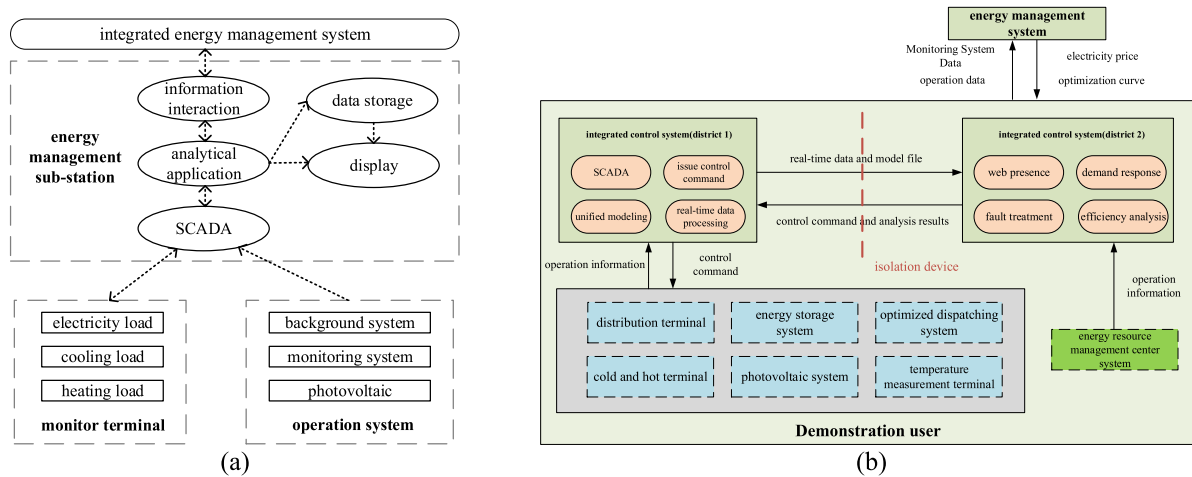 integrated energy management system
information
interaction
data storage
energy
management
sub-station
analytical
application
display
SCADA
electricity load
cooling load
heating load
monitor terminal
background system
monitoring system
photovoltaic
operation system
(a)
energy management
system
Monitoring System
Data
operation data
electricity price
optimization curve
integrated control system(district 1)
SCADA
issue control
command
unified modeling
real-time data
processing
real-time data and model file
control command and analysis results
isolation device
integrated control system(district 2)
web presence
demand response
fault treatment
efficiency analysis
operation information
control
command
operation
information
distribution terminal
energy storage
system
optimized dispatching
system
cold and hot terminal
photovoltaic system
temperature
measurement terminal
energy resource
management center
system
Demonstration user
(b)